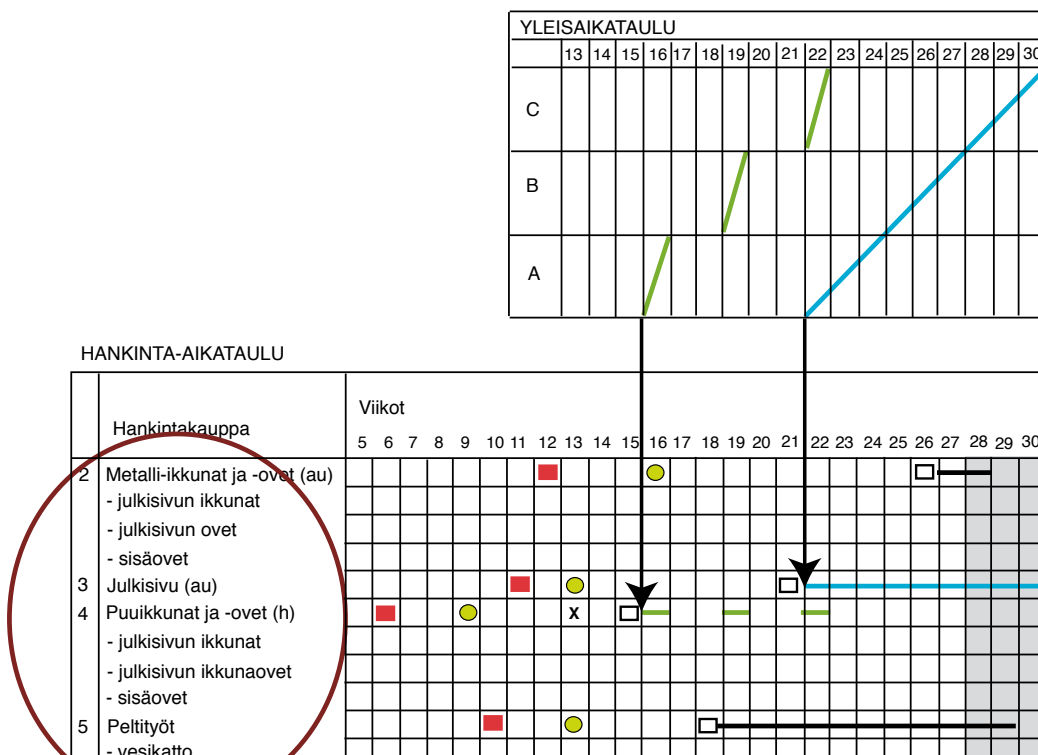 YLEISAIKATAULU
13 14 15 16 17 18 19 20 21 22 23 24 25 26 27 28 29 30
C
B
A
HANKINTA-AIKATAULU
Hankintakauppa
Viikot
5 6 7 8 9 10 11 12 13 14 15 16 17 18 19 20 21 22 23 24 25 26 27 28 29 30
2 Metalli-ikkunat ja -ovet (au)
- julkisivun ikkunat
- julkisivun ovet
- sisäovet
3 Julkisivu (au)
4 Puuikkunat ja -ovet (h) x
- julkisivun ikkunat
- julkisivun ikkunaovet
- sisäovet
5 Peltityöt
- vesikatto